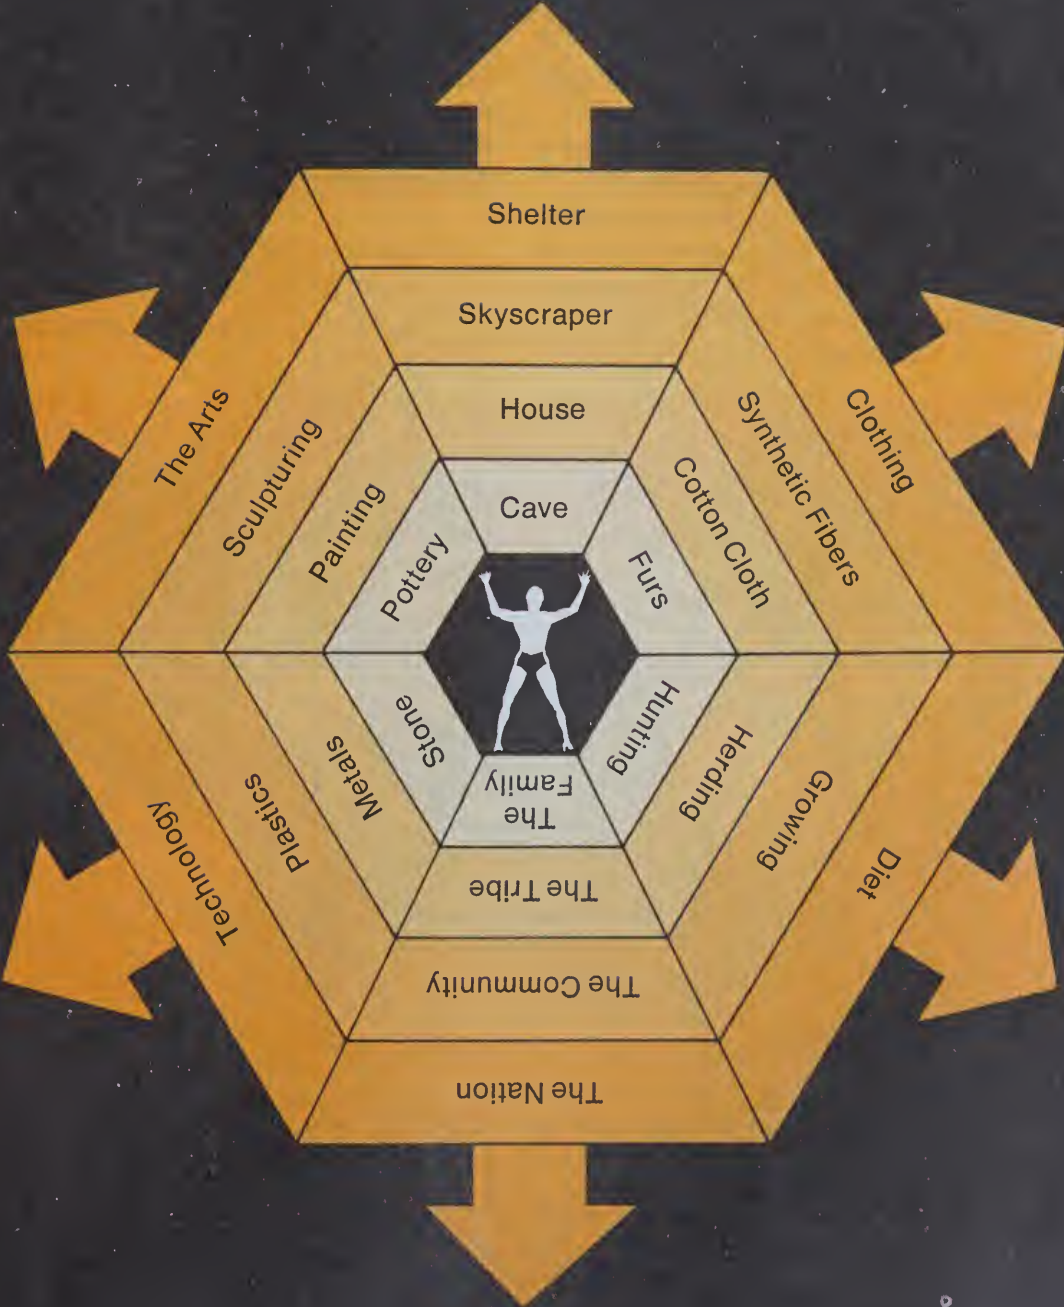 Shelter
Skyscraper
House
Cave
Clothing
Synthetic Fibers
Cotton Cloth
Furs
Diet
Growing
Herding
Hunting
The
Family
The Tribe
The Community
The Nation
Technology
Plastics
Metals
Stone
The Arts
Sculpturing
Painting
Pottery